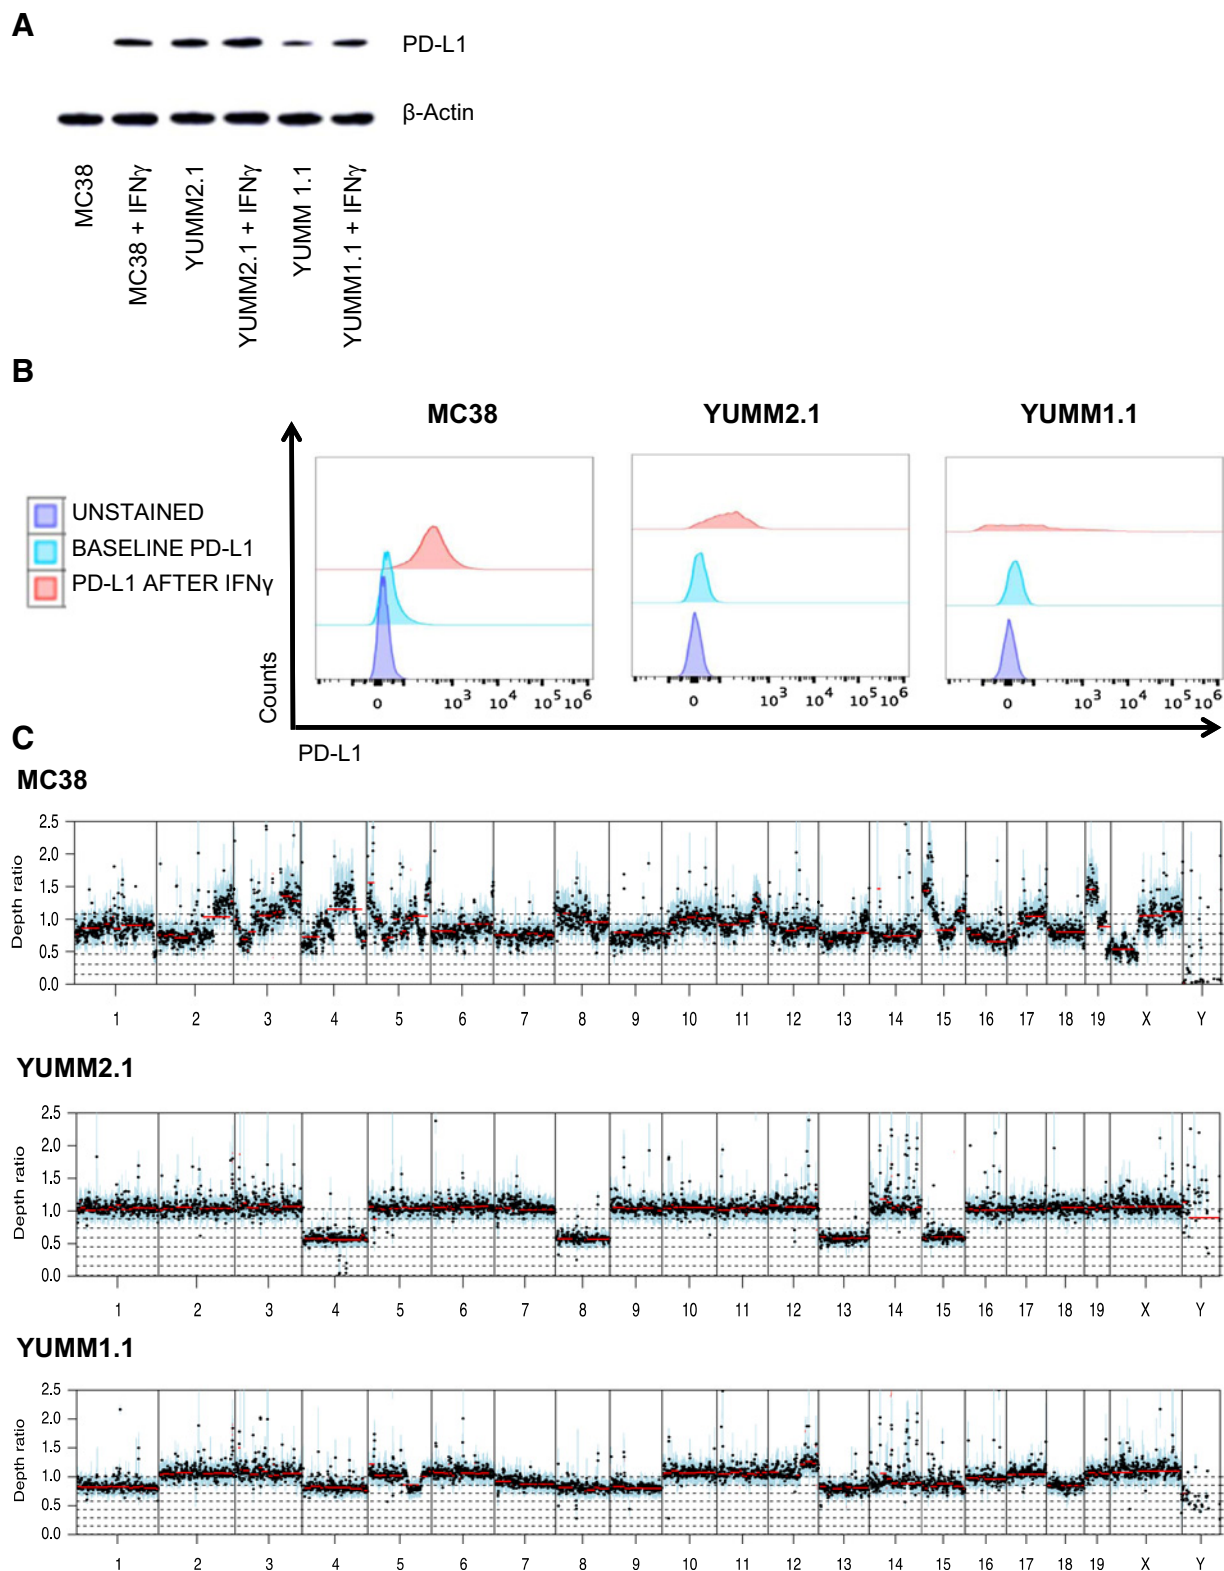 A
PD-L1
β-Actin
MC38
MC38 + IFNγ
YUMM2.1
YUMM2.1 + IFNγ
YUMM 1.1
YUMM1.1 + IFNγ
B
MC38
YUMM2.1
YUMM1.1
UNSTAINED
BASELINE PD-L1
PD-L1 AFTER IFNγ
Counts
0 10³ 10⁴ 10⁵ 10⁶
0 10³ 10⁴ 10⁵ 10⁶
0 10³ 10⁴ 10⁵ 10⁶
PD-L1
C
MC38
Depth ratio
2.5
2.0
1.5
1.0
0.5
0.0
1 2 3 4 5 6 7 8 9 10 11 12 13 14 15 16 17 18 19 X Y
YUMM2.1
Depth ratio
2.5
2.0
1.5
1.0
0.5
0.0
1 2 3 4 5 6 7 8 9 10 11 12 13 14 15 16 17 18 19 X Y
YUMM1.1
Depth ratio
2.5
2.0
1.5
1.0
0.5
0.0
1 2 3 4 5 6 7 8 9 10 11 12 13 14 15 16 17 18 19 X Y